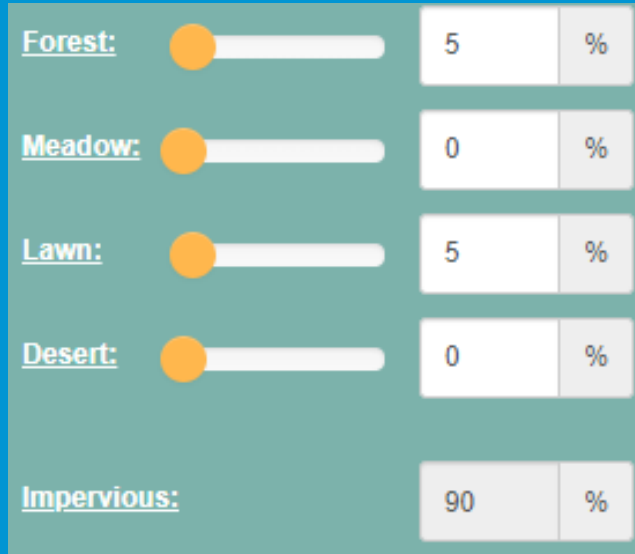 Forest: 5 %
Meadow: 0 %
Lawn: 5 %
Desert: 0 %
Impervious: 90 %